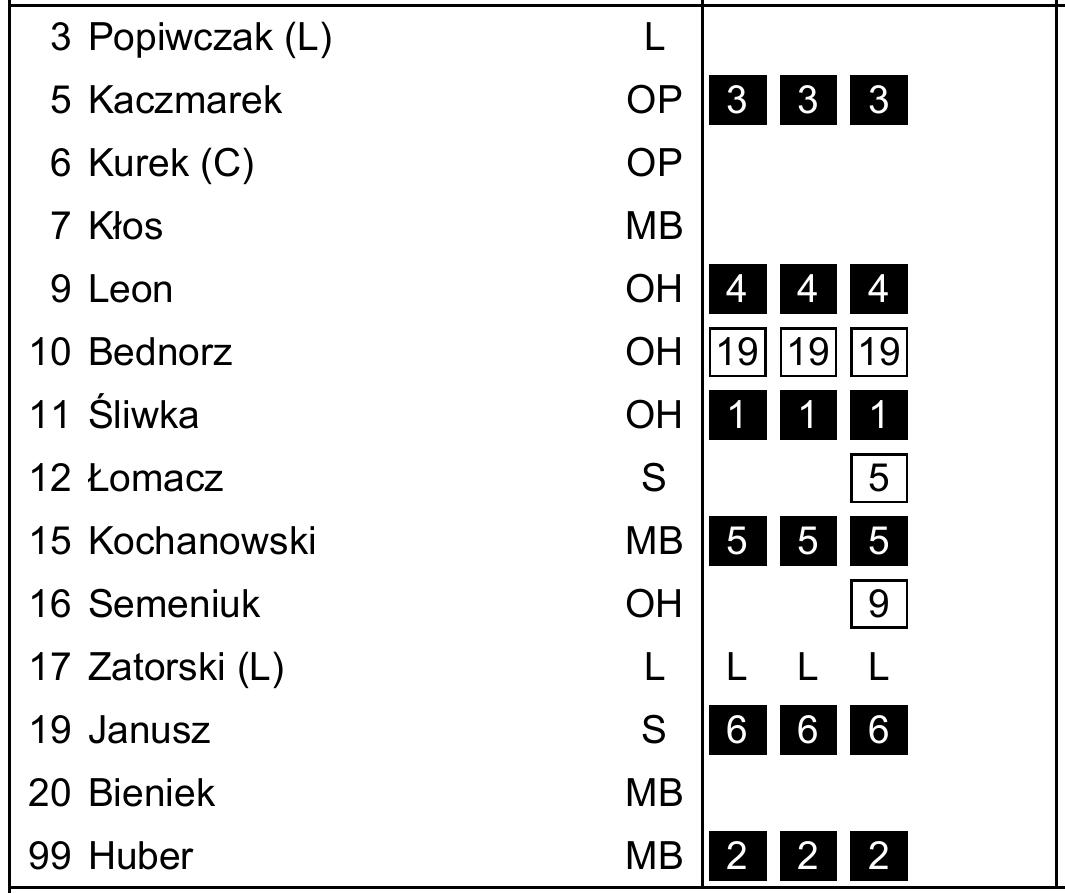 3 Popiwczak (L) L
5 Kaczmarek OP 3 3 3
6 Kurek (C) OP
7 Kłos MB
9 Leon OH 4 4 4
10 Bednorz OH 19 19 19
11 Śliwka OH 1 1 1
12 Łomacz S 5
15 Kochanowski MB 5 5 5
16 Semeniuk OH 9
17 Zatorski (L) L L L L
19 Janusz S 6 6 6
20 Bieniek MB
99 Huber MB 2 2 2